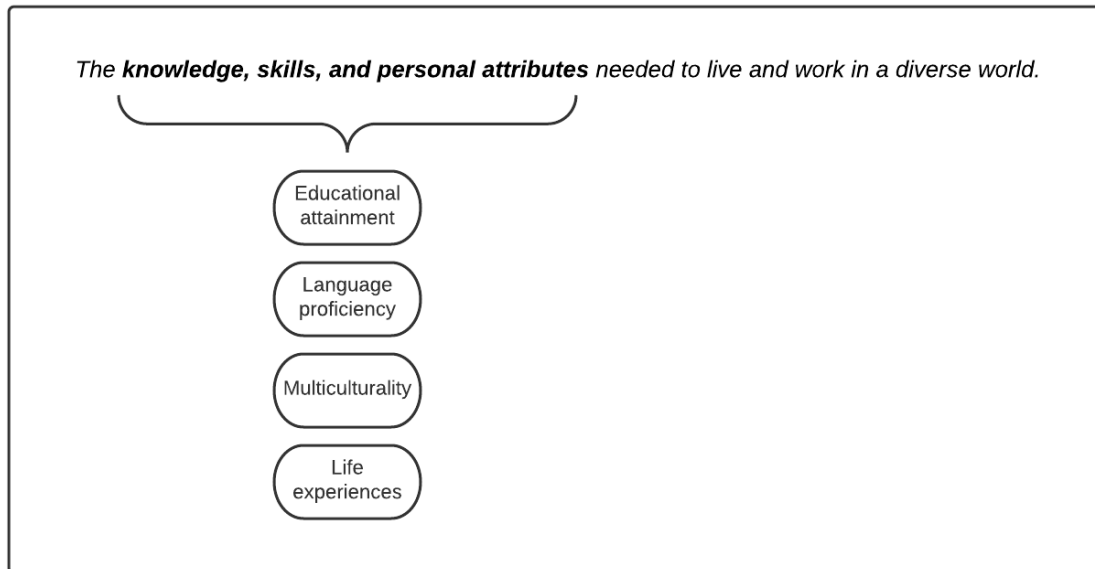 The knowledge, skills, and personal attributes needed to live and work in a diverse world.
Educational
attainment
Language
proficiency
Multiculturality
Life
experiences